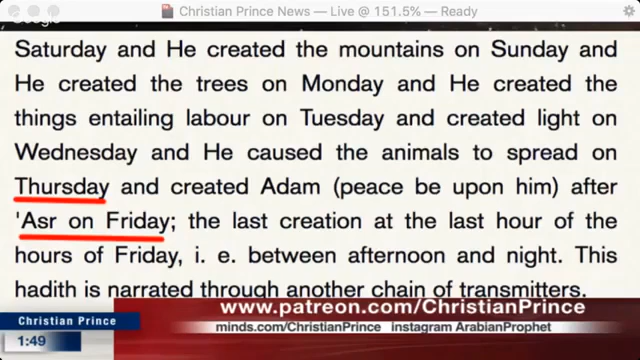 Christian Prince News — Live @ 151.5% — Ready
Saturday and He created the mountains on Sunday and
He created the trees on Monday and He created the
things entailing labour on Tuesday and created light on
Wednesday and He caused the animals to spread on
Thursday and created Adam (peace be upon him) after
'Asr on Friday; the last creation at the last hour of the
hours of Friday, i. e. between afternoon and night. This
hadith is narrated through another chain of transmitters.
www.patreon.com/ChristianPrince
Christian Prince
minds.com/ChristianPrince instagram ArabianProphet
1:49